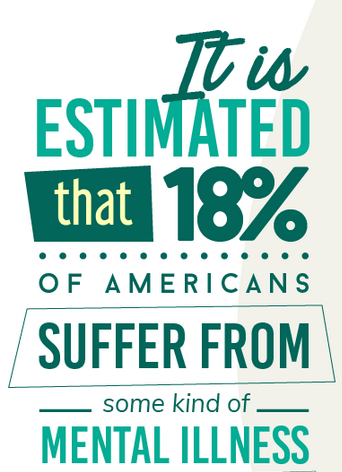 It is
ESTIMATED
that 18%
OF AMERICANS
SUFFER FROM
some kind of
MENTAL ILLNESS